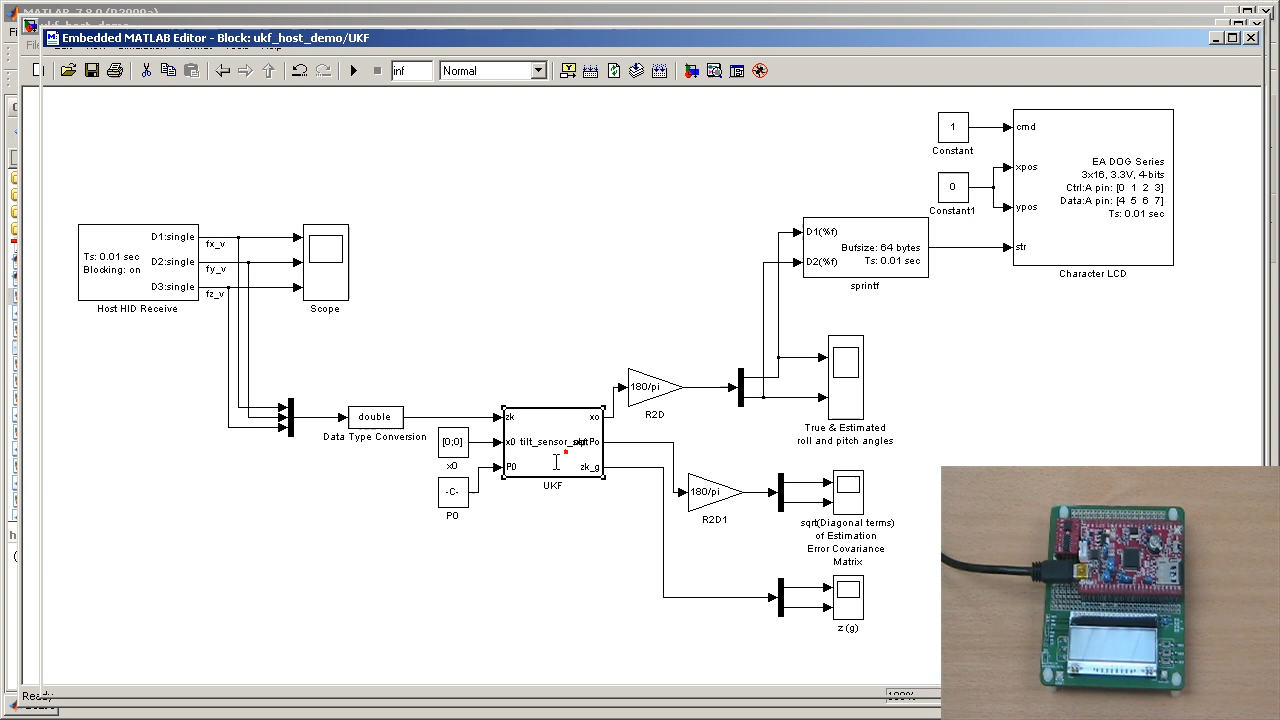 Embedded MATLAB Editor - Block: ukf_host_demo/UKF
inf
Normal
1
Constant
0
Constant1
cmd
xpos
ypos
str
EA DOG Series
3x16, 3.3V, 4-bits
Ctrl:A pin: [0 1 2 3]
Data:A pin: [4 5 6 7]
Ts: 0.01 sec
Character LCD
D1(%f)
D2(%f)
Bufsize: 64 bytes
Ts: 0.01 sec
sprintf
Ts: 0.01 sec
Blocking: on
D1:single
D2:single
D3:single
fx_v
fy_v
fz_v
Host HID Receive
Scope
True & Estimated
roll and pitch angles
180/pi
R2D
double
Data Type Conversion
zk
x0
P0
xo
zk_g
UKF
[0;0]
x0
-C-
P0
180/pi
R2D1
sqrt(Diagonal terms)
of Estimation
Error Covariance
Matrix
z (g)
Ready
100%